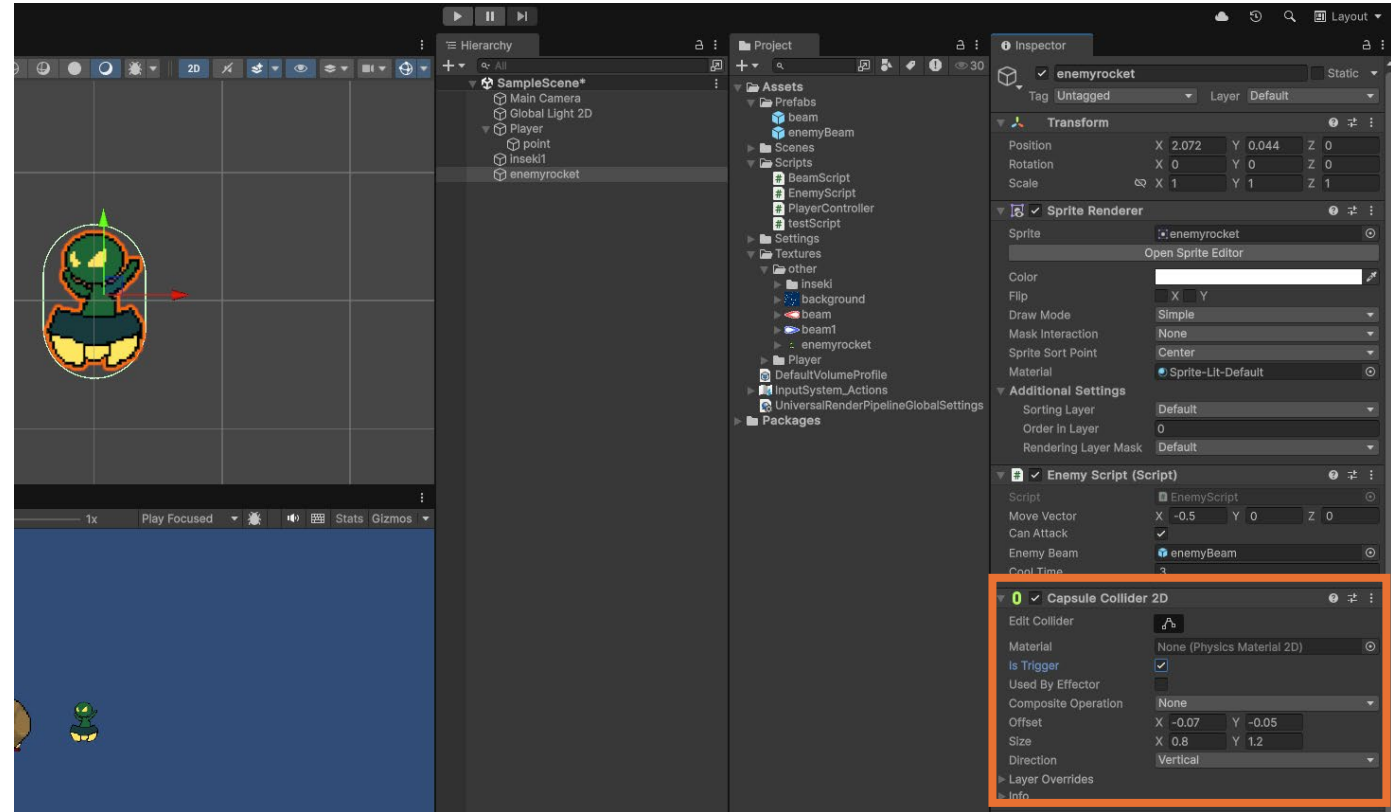 Layout
Hierarchy
Project
Inspector
All
30
enemyrocket
Static
Tag Untagged Layer Default
2D
SampleScene*
Main Camera
Global Light 2D
Player
point
inseki1
enemyrocket
Assets
Prefabs
beam
enemyBeam
Scenes
Scripts
BeamScript
EnemyScript
PlayerController
testScript
Settings
Textures
other
inseki
background
beam
beam1
enemyrocket
Player
DefaultVolumeProfile
InputSystem_Actions
UniversalRenderPipelineGlobalSettings
Packages
Transform
Position X 2.072 Y 0.044 Z 0
Rotation X 0 Y 0 Z 0
Scale X 1 Y 1 Z 1
Sprite Renderer
Sprite enemyrocket
Open Sprite Editor
Color
Flip X Y
Draw Mode Simple
Mask Interaction None
Sprite Sort Point Center
Material Sprite-Lit-Default
Additional Settings
Sorting Layer Default
Order in Layer 0
Rendering Layer Mask Default
Enemy Script (Script)
Script EnemyScript
Move Vector X -0.5 Y 0 Z 0
Can Attack
Enemy Beam enemyBeam
Cool Time 3
1x Play Focused Stats Gizmos
Capsule Collider 2D
Edit Collider
Material None (Physics Material 2D)
Is Trigger
Used By Effector
Composite Operation None
Offset X -0.07 Y -0.05
Size X 0.8 Y 1.2
Direction Vertical
Layer Overrides
Info